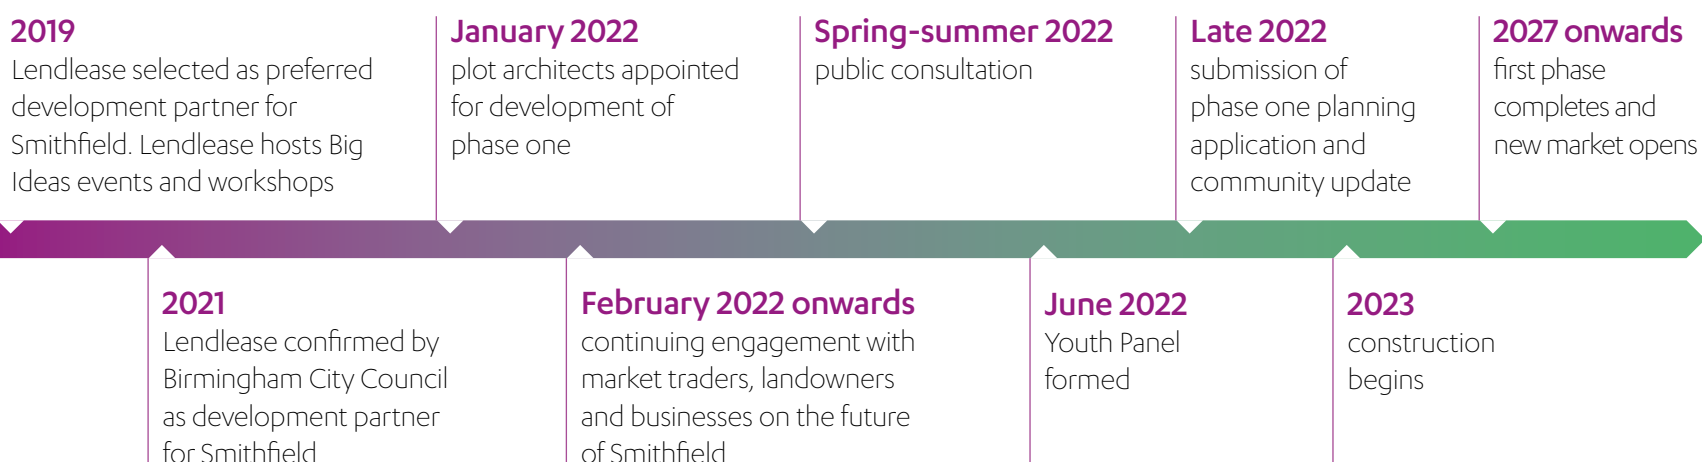 2019
Lendlease selected as preferred
development partner for
Smithfield. Lendlease hosts Big
Ideas events and workshops
January 2022
plot architects appointed
for development of
phase one
Spring-summer 2022
public consultation
Late 2022
submission of
phase one planning
application and
community update
2027 onwards
first phase
completes and
new market opens
2021
Lendlease confirmed by
Birmingham City Council
as development partner
for Smithfield
February 2022 onwards
continuing engagement with
market traders, landowners
and businesses on the future
of Smithfield
June 2022
Youth Panel
formed
2023
construction
begins